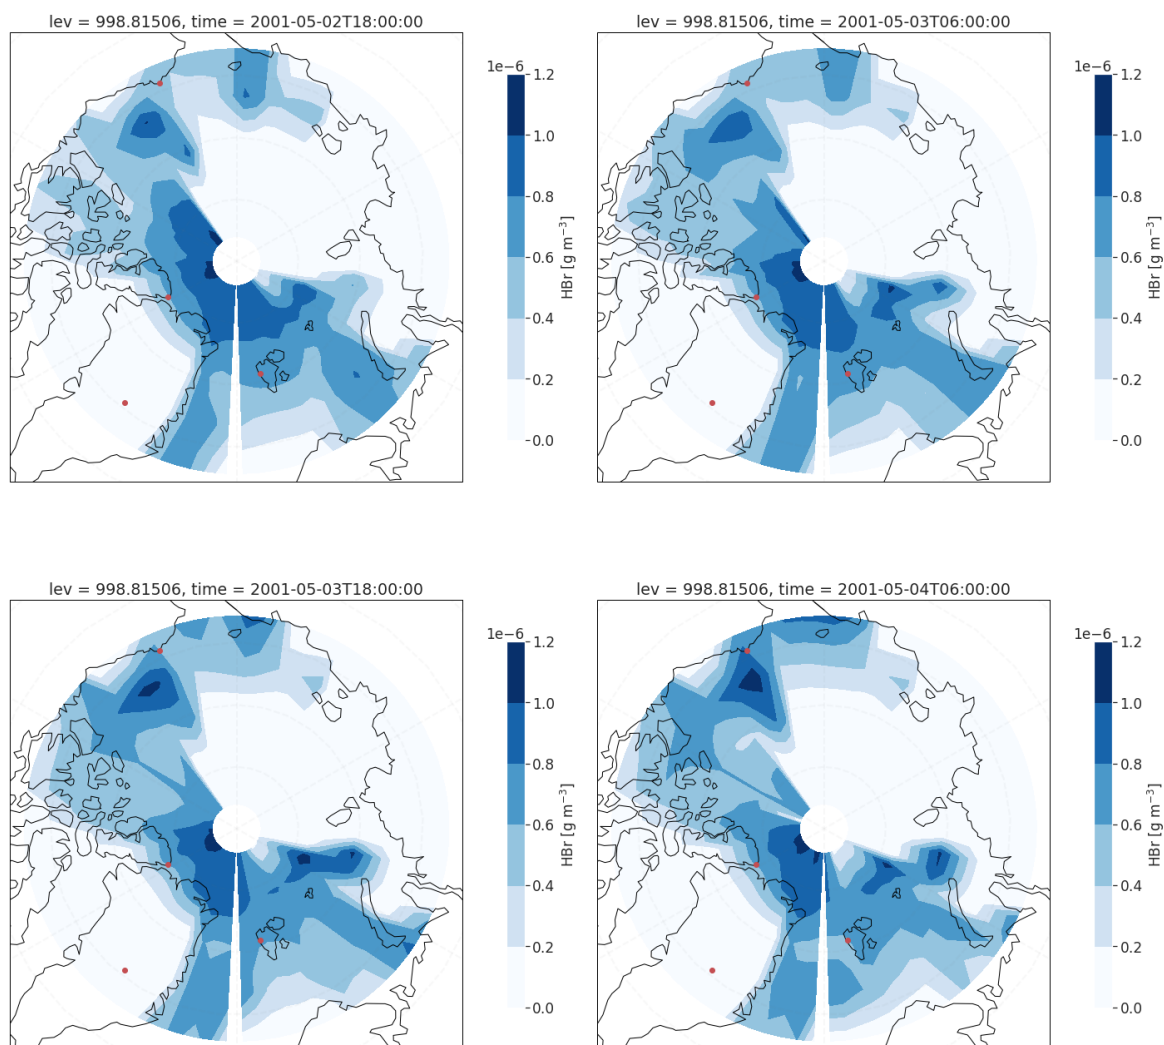 lev = 998.81506, time = 2001-05-02T18:00:00
1e−6
1.2
1.0
0.8
0.6
0.4
0.2
0.0
HBr [g m−3]
lev = 998.81506, time = 2001-05-03T06:00:00
1e−6
1.2
1.0
0.8
0.6
0.4
0.2
0.0
HBr [g m−3]
lev = 998.81506, time = 2001-05-03T18:00:00
1e−6
1.2
1.0
0.8
0.6
0.4
0.2
0.0
HBr [g m−3]
lev = 998.81506, time = 2001-05-04T06:00:00
1e−6
1.2
1.0
0.8
0.6
0.4
0.2
0.0
HBr [g m−3]